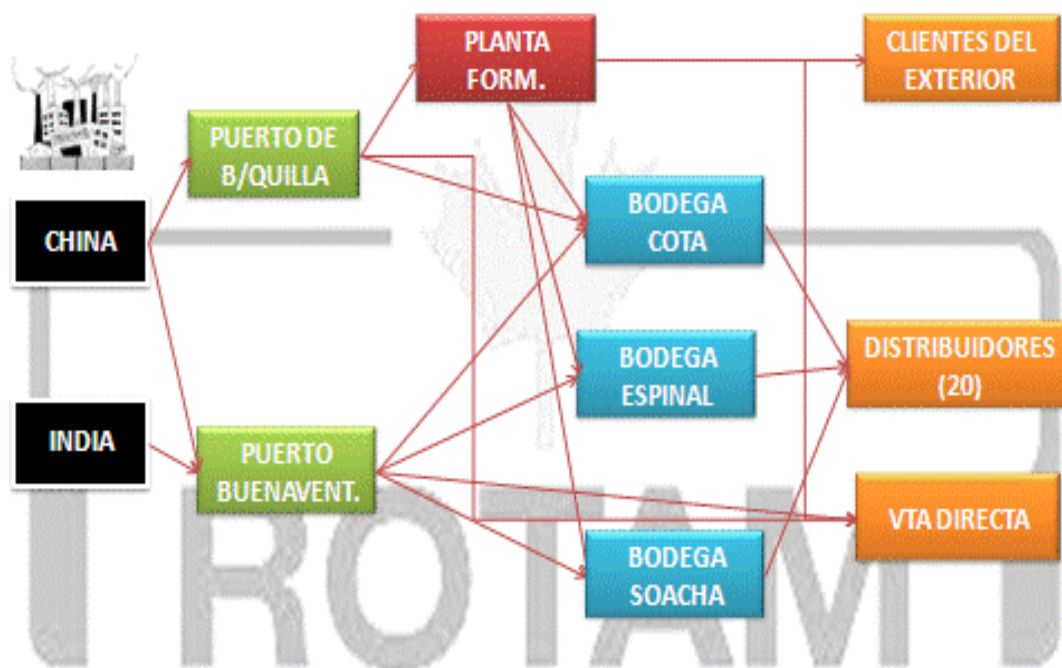 PLANTA
FORM.
CLIENTES DEL
EXTERIOR
PUERTO DE
B/QUILLA
BODEGA
COTA
CHINA
BODEGA
ESPINAL
DISTRIBUIDORES
(20)
INDIA
PUERTO
BUENAVENT.
VTA DIRECTA
BODEGA
SOACHA
ROTAM